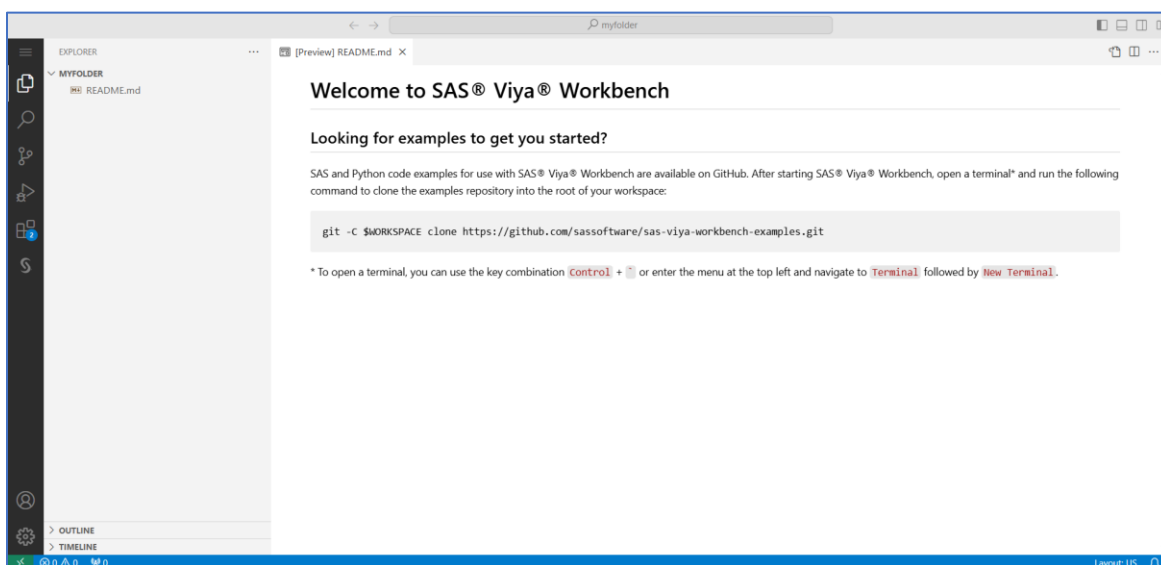 myfolder
EXPLORER
...
[Preview] README.md
MYFOLDER
README.md
Welcome to SAS® Viya® Workbench
Looking for examples to get you started?
SAS and Python code examples for use with SAS® Viya® Workbench are available on GitHub. After starting SAS® Viya® Workbench, open a terminal* and run the following
command to clone the examples repository into the root of your workspace:
git -C $WORKSPACE clone https://github.com/sassoftware/sas-viya-workbench-examples.git
* To open a terminal, you can use the key combination Control + ` or enter the menu at the top left and navigate to Terminal followed by New Terminal.
2
OUTLINE
TIMELINE
0 0 0
Layout: US